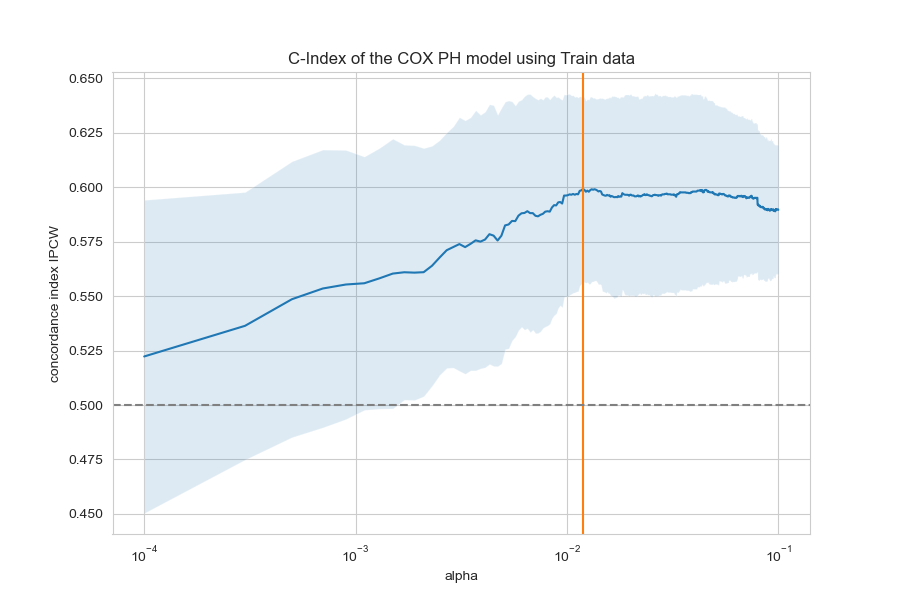 C-Index of the COX PH model using Train data
concordance index IPCW
0.650
0.625
0.600
0.575
0.550
0.525
0.500
0.475
0.450
10⁻⁴ 10⁻³ 10⁻² 10⁻¹
alpha